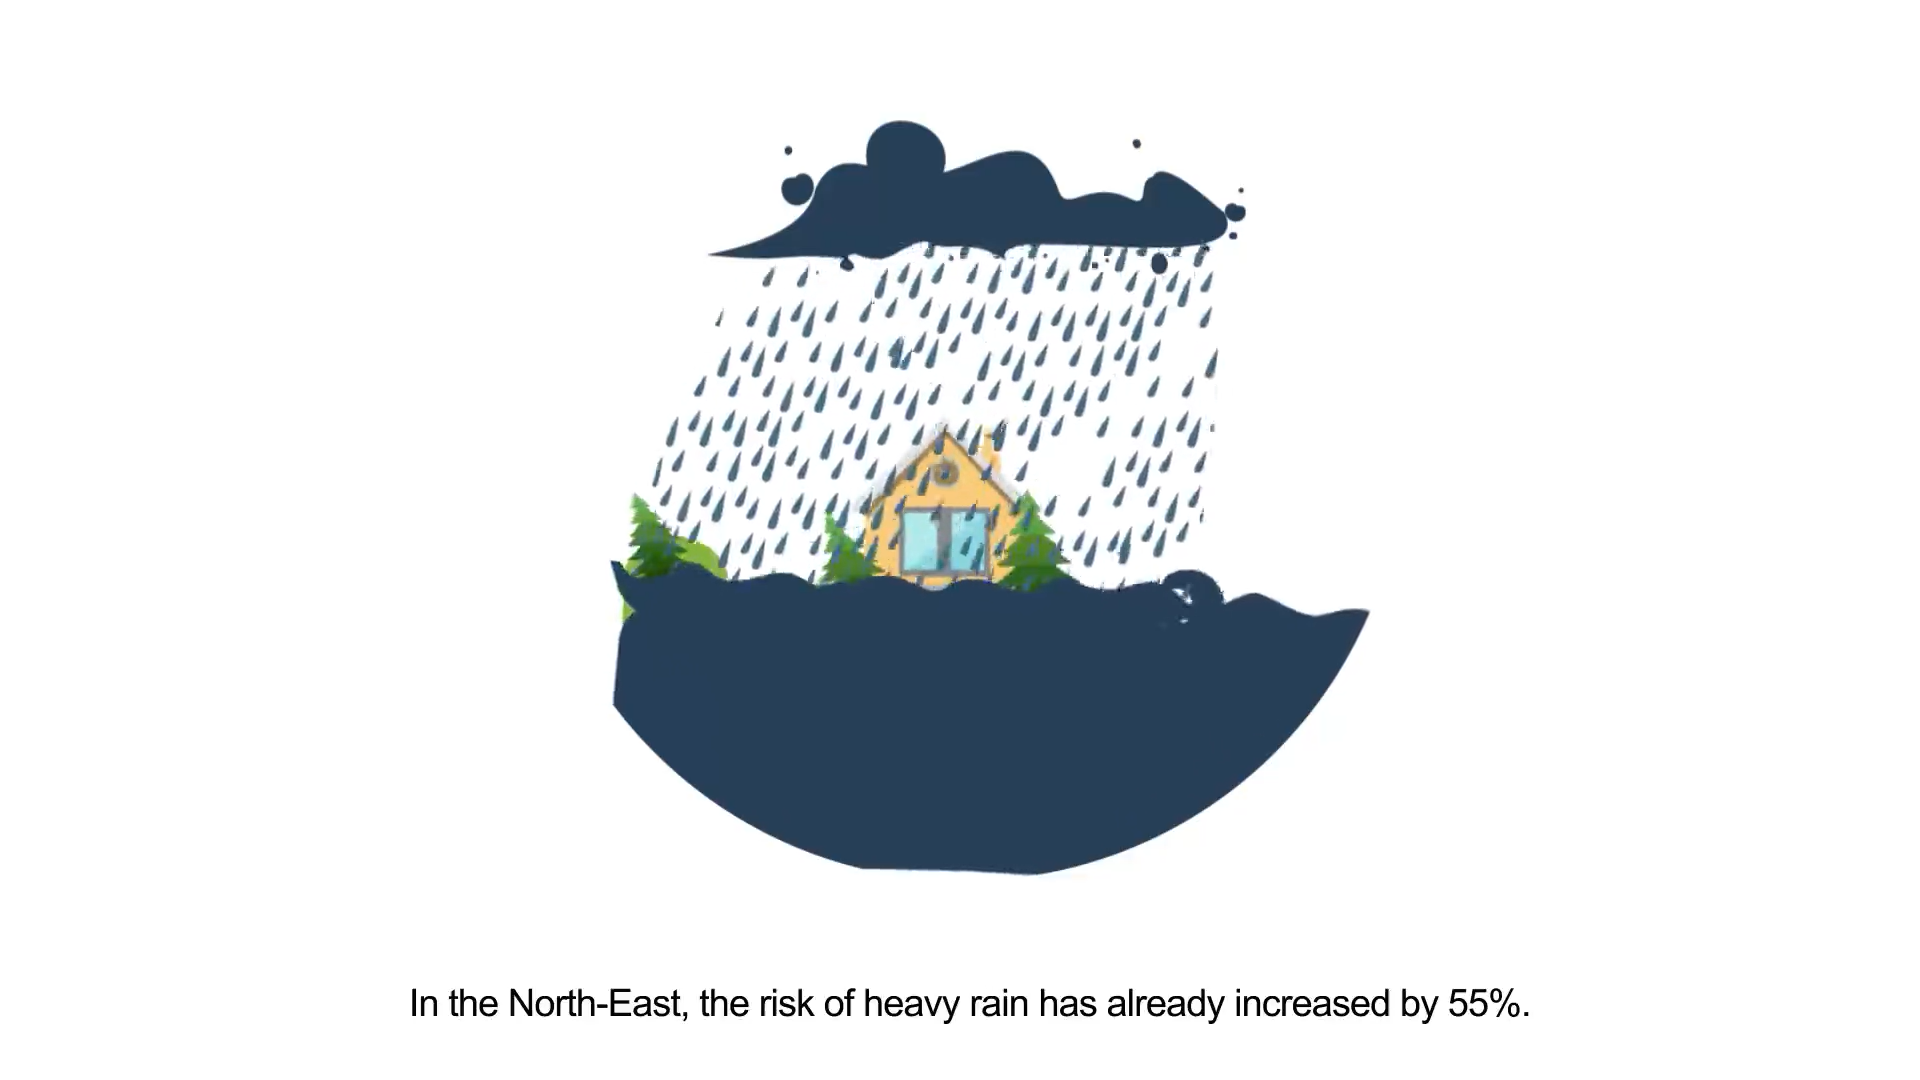 In the North-East, the risk of heavy rain has already increased by 55%.